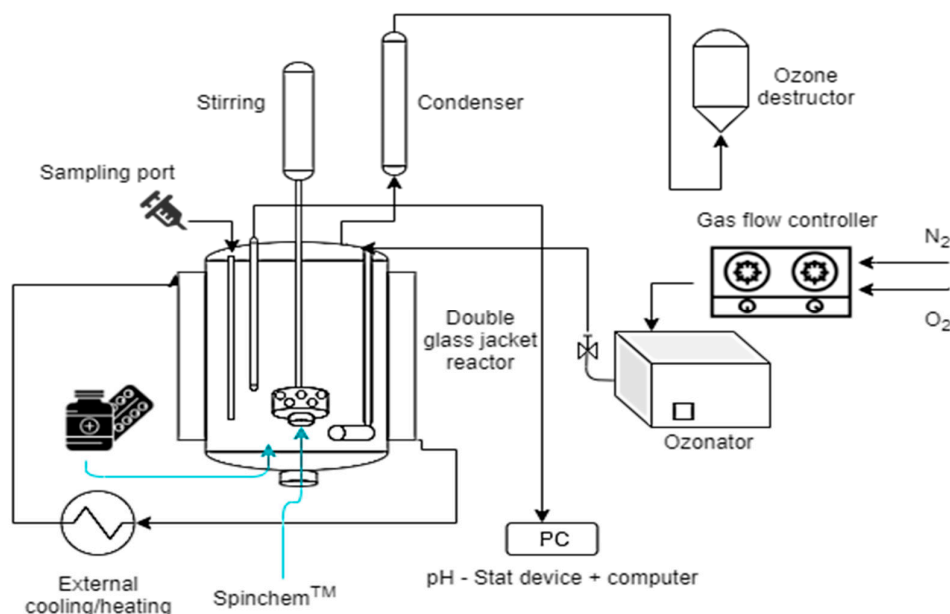 Stirring
Condenser
Ozone
destructor
Sampling port
Gas flow controller
N2
O2
Double
glass jacket
reactor
Ozonator
PC
pH - Stat device + computer
External
cooling/heating
Spinchem™